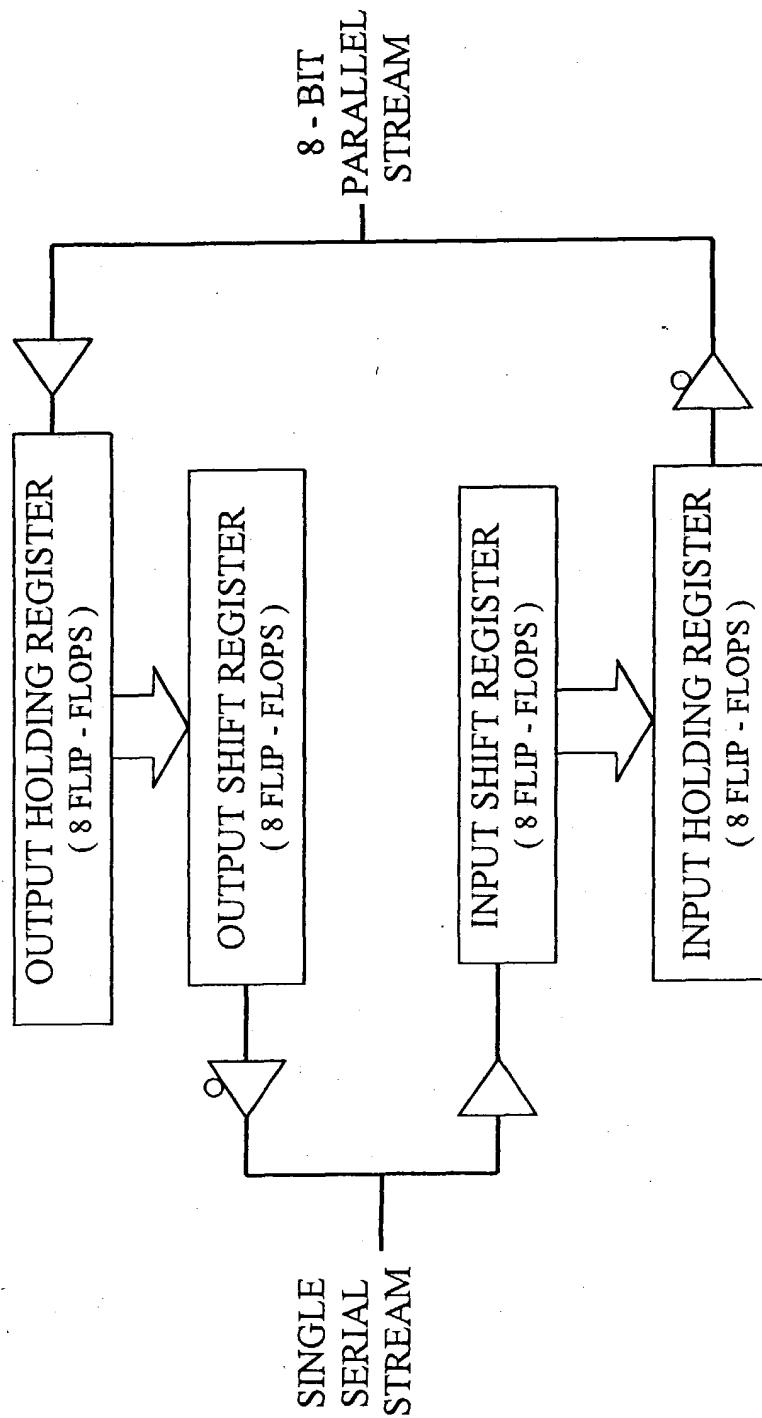 8 - BIT
PARALLEL
STREAM
OUTPUT HOLDING REGISTER
( 8 FLIP - FLOPS )
OUTPUT SHIFT REGISTER
( 8 FLIP - FLOPS )
INPUT SHIFT REGISTER
( 8 FLIP - FLOPS )
INPUT HOLDING REGISTER
( 8 FLIP - FLOPS )
SINGLE
SERIAL
STREAM